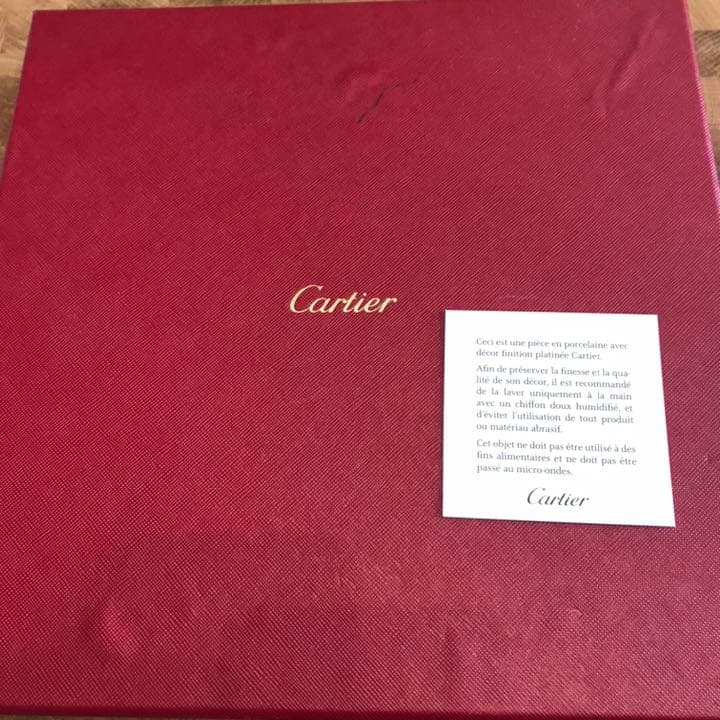 Cartier
Ceci est une pièce en porcelaine avec
décor finition platinée Cartier.
Afin de préserver la finesse et la qua-
lité de son décor, il est recommandé
de la laver uniquement à la main
avec un chiffon doux humidifié, et
d'éviter l'utilisation de tout produit
ou matériau abrasif.
Cet objet ne doit pas être utilisé à des
fins alimentaires et ne doit pas être
passé au micro-ondes.
Cartier